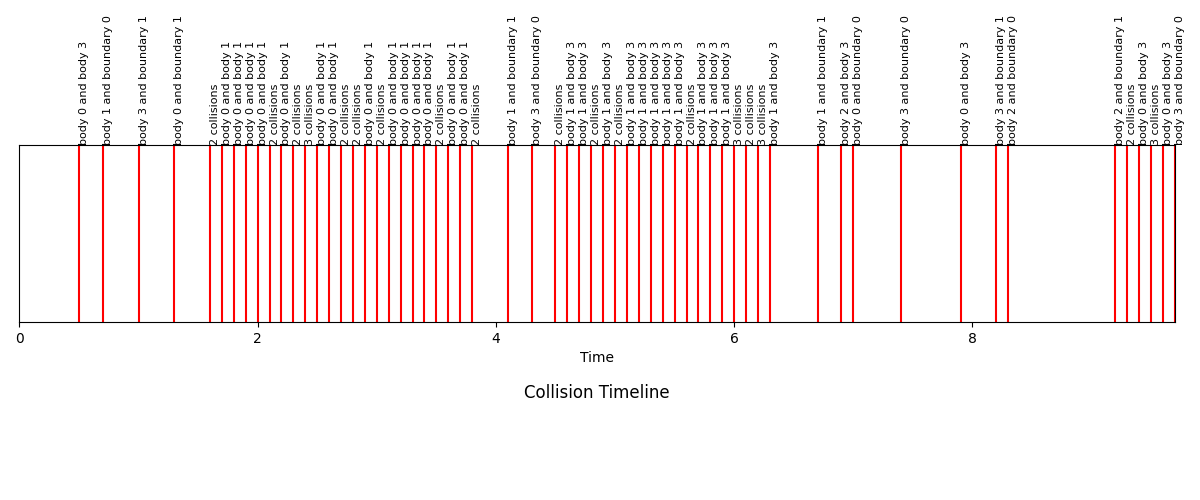 body 0 and body 3
body 1 and boundary 0
body 3 and boundary 1
body 0 and boundary 1
2 collisions
body 0 and body 1
body 0 and body 1
body 0 and body 1
body 0 and body 1
2 collisions
body 0 and body 1
2 collisions
3 collisions
body 0 and body 1
body 0 and body 1
2 collisions
2 collisions
body 0 and body 1
2 collisions
body 0 and body 1
body 0 and body 1
body 0 and body 1
body 0 and body 1
2 collisions
body 0 and body 1
body 0 and body 1
2 collisions
body 1 and boundary 1
body 3 and boundary 0
2 collisions
body 1 and body 3
body 1 and body 3
2 collisions
body 1 and body 3
2 collisions
body 1 and body 3
body 1 and body 3
body 1 and body 3
body 1 and body 3
body 1 and body 3
2 collisions
body 1 and body 3
body 1 and body 3
body 1 and body 3
3 collisions
2 collisions
3 collisions
body 1 and body 3
body 1 and boundary 1
body 2 and body 3
body 0 and boundary 0
body 3 and boundary 0
body 0 and body 3
body 3 and boundary 1
body 2 and boundary 0
body 2 and boundary 1
2 collisions
body 0 and body 3
3 collisions
body 0 and body 3
body 3 and boundary 0
0 2 4 6 8
Time
Collision Timeline